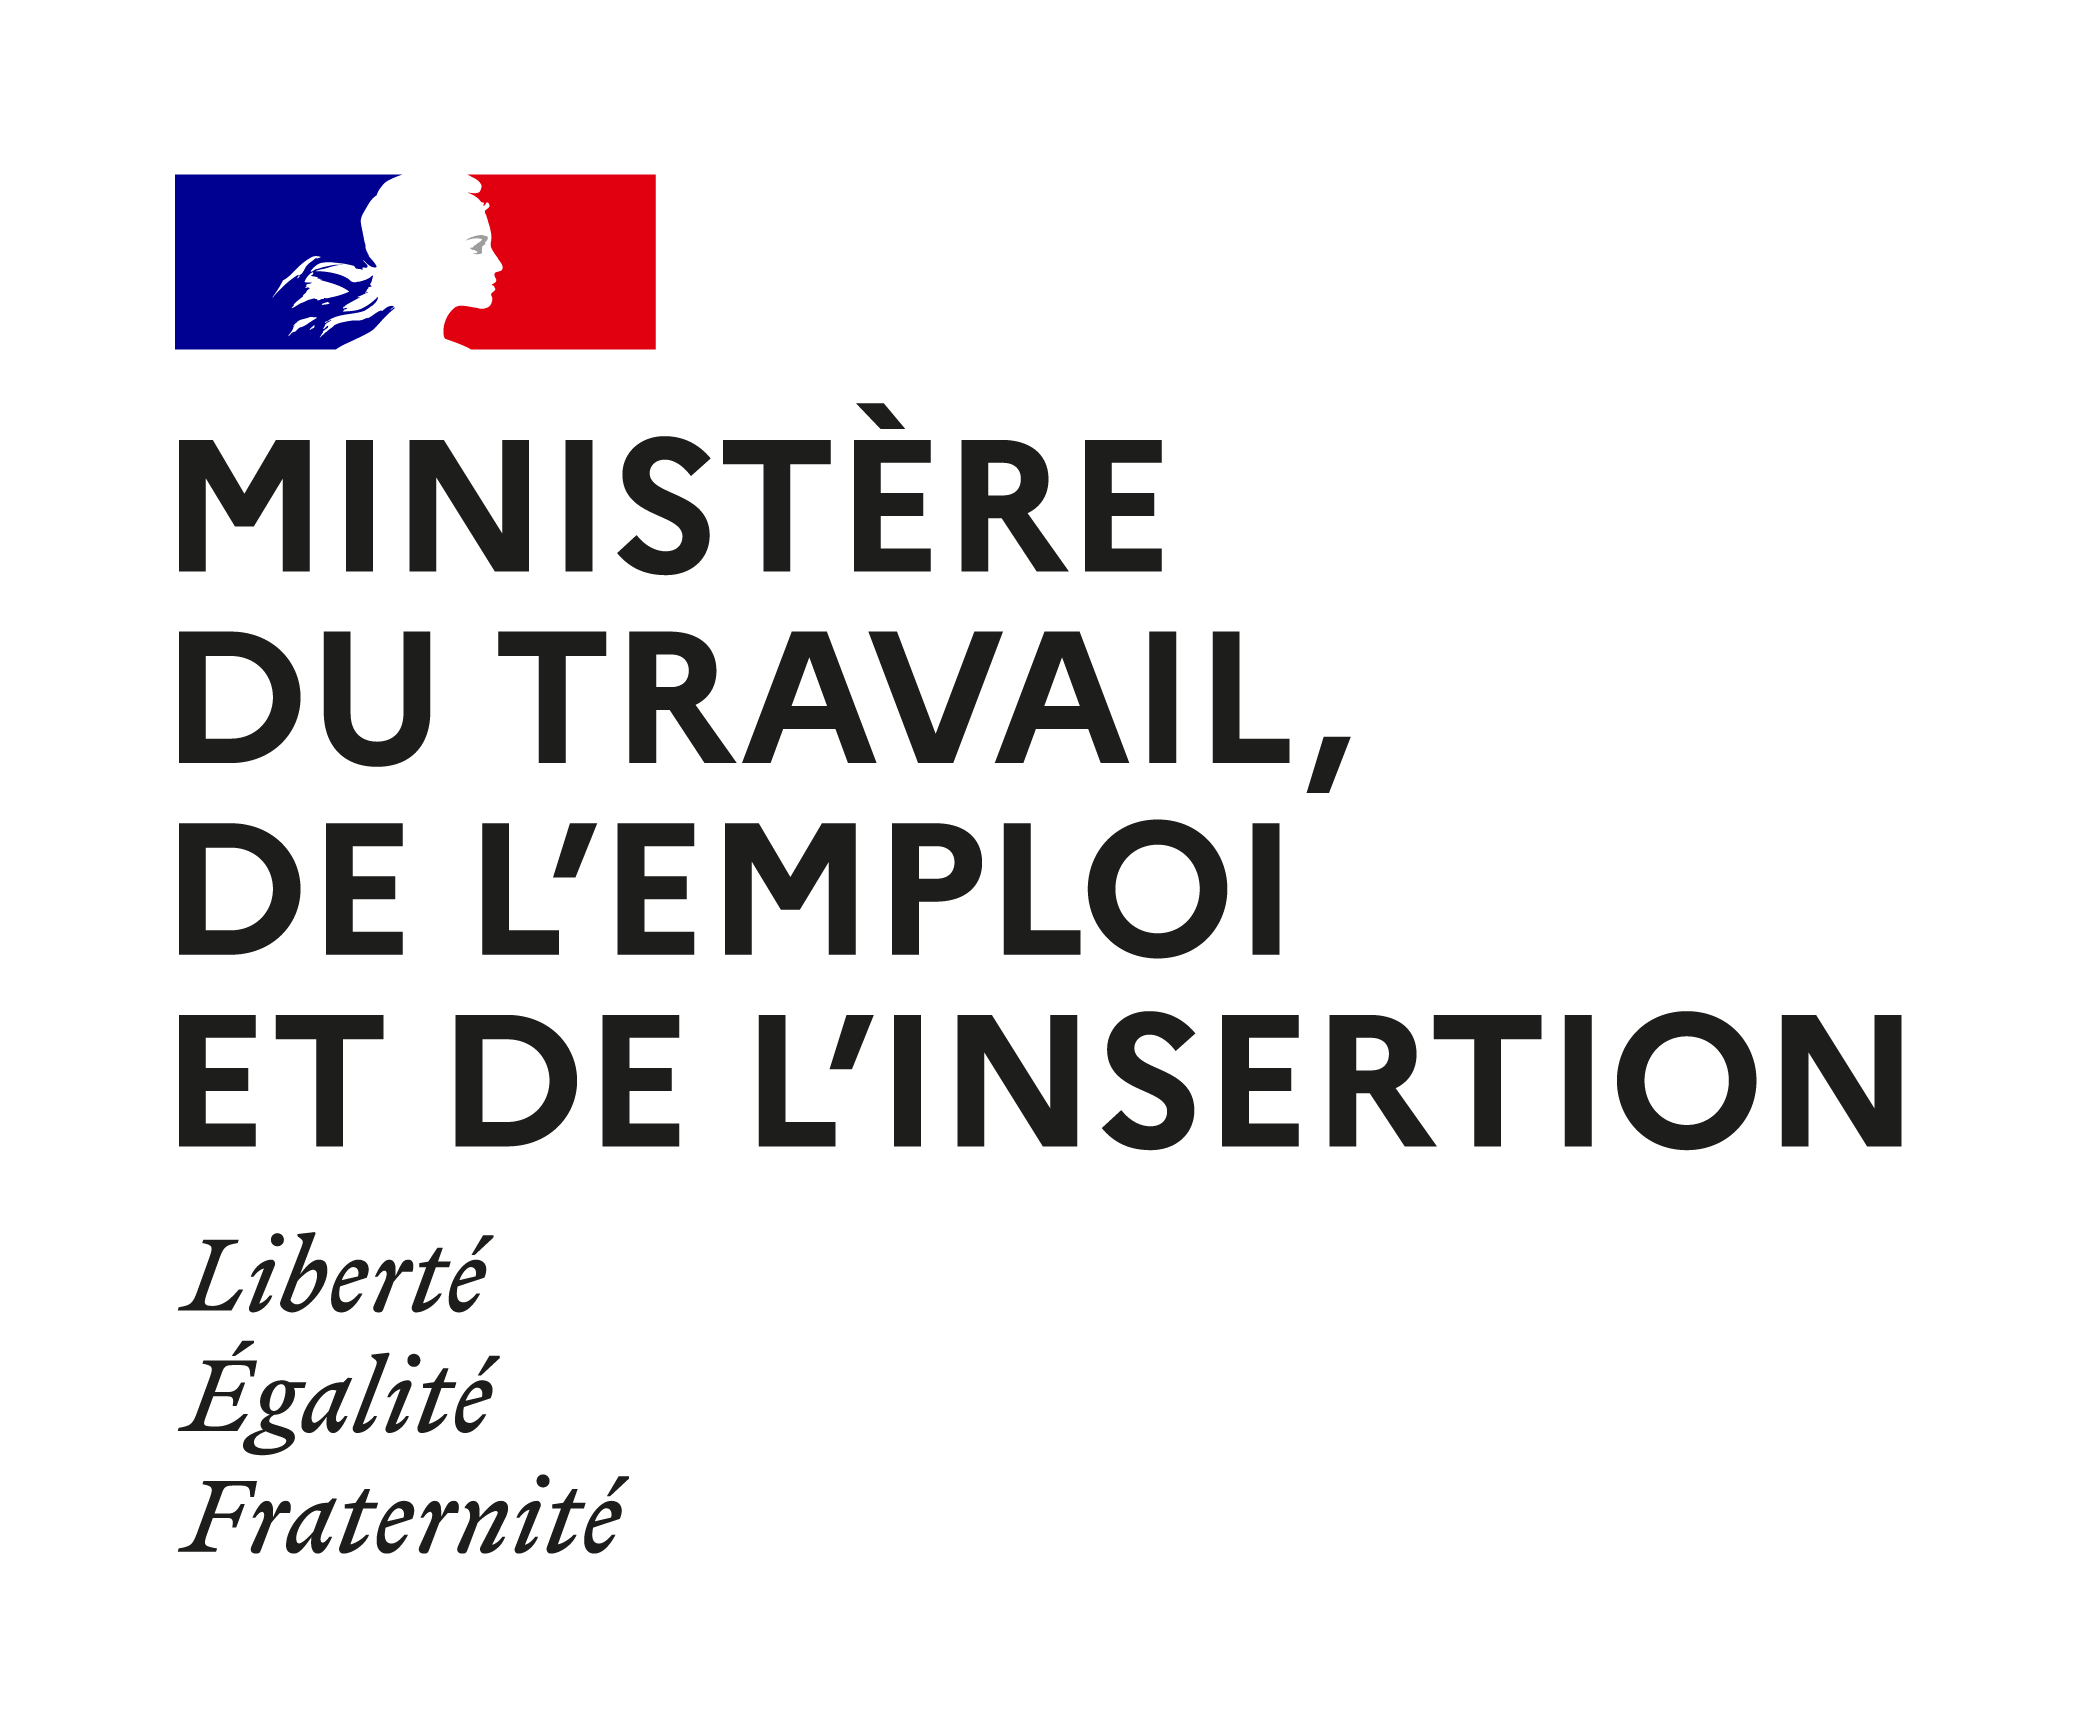 MINISTÈRE
DU TRAVAIL,
DE L’EMPLOI
ET DE L’INSERTION
Liberté
Égalité
Fraternité